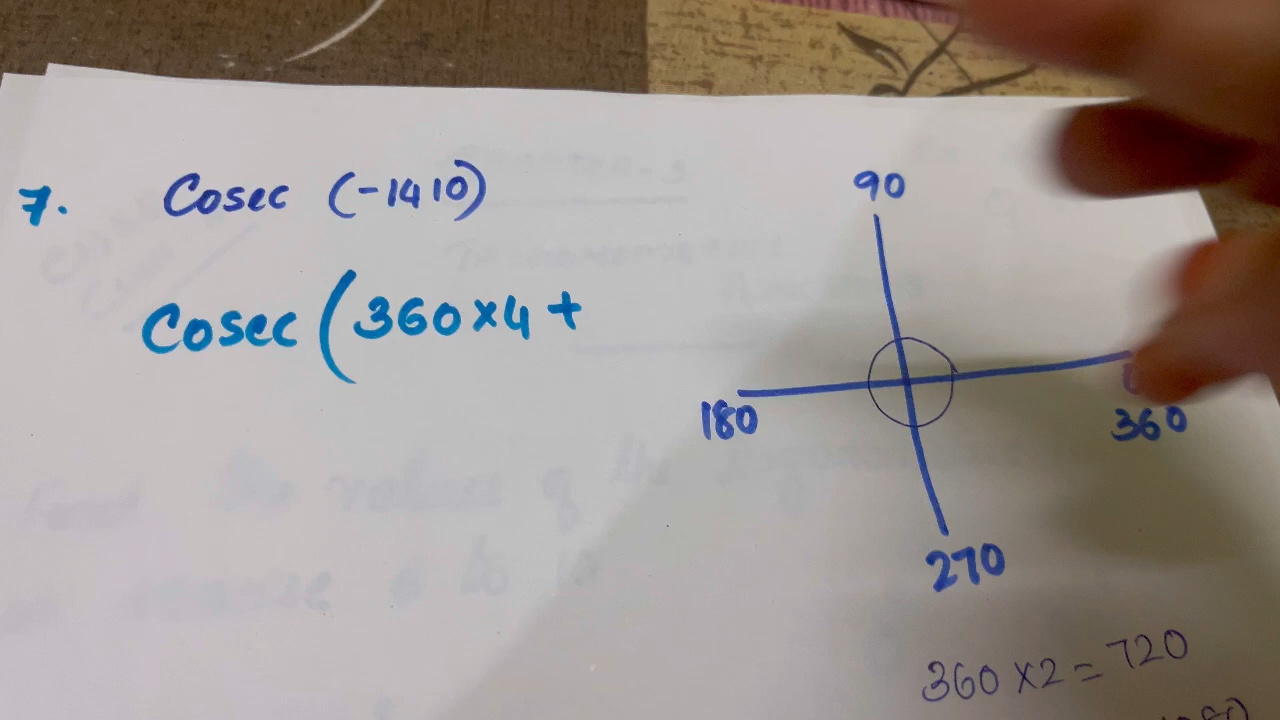 7. Cosec (-1410)
Cosec (360×4 +
90
180
360
270
360 × 2 = 720